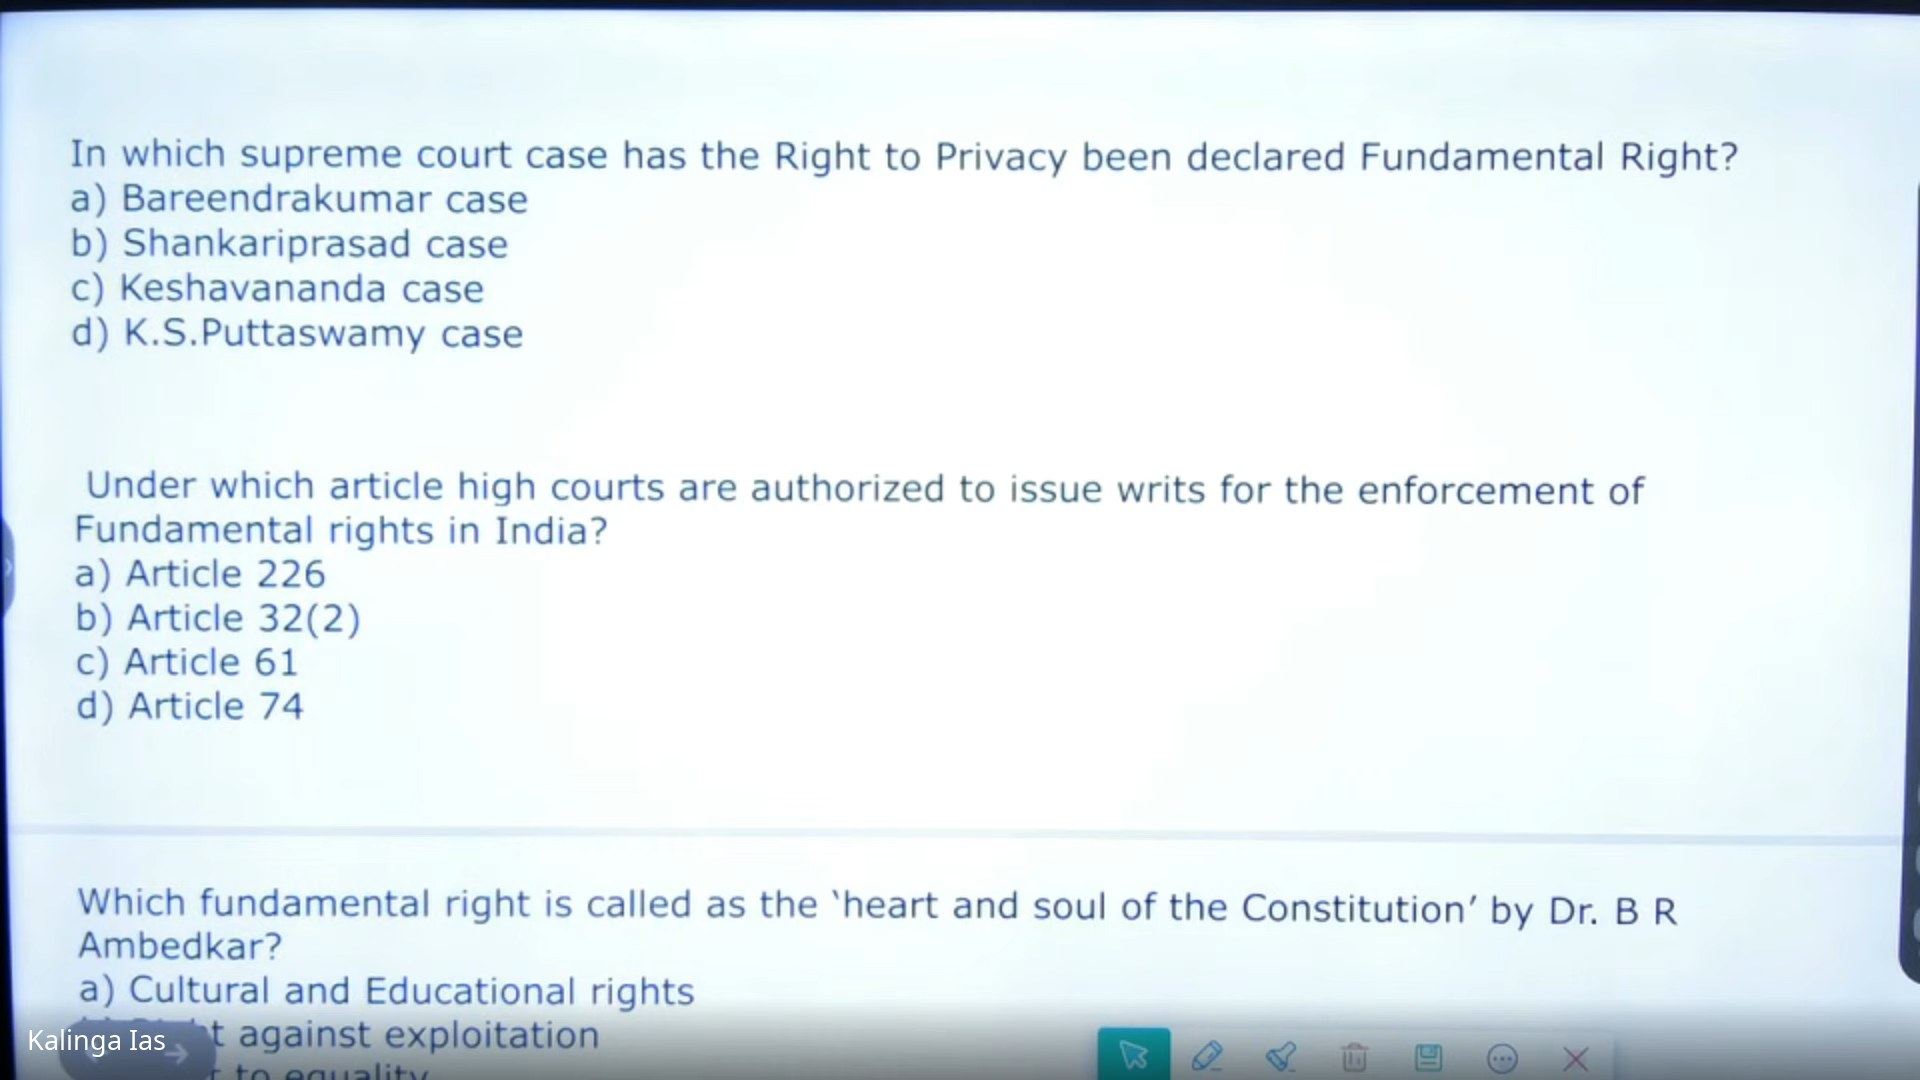 In which supreme court case has the Right to Privacy been declared Fundamental Right?
a) Bareendrakumar case
b) Shankariprasad case
c) Keshavananda case
d) K.S.Puttaswamy case
Under which article high courts are authorized to issue writs for the enforcement of
Fundamental rights in India?
a) Article 226
b) Article 32(2)
c) Article 61
d) Article 74
Which fundamental right is called as the ‘heart and soul of the Constitution’ by Dr. B R
Ambedkar?
a) Cultural and Educational rights
against exploitation
to equality
Kalinga Ias